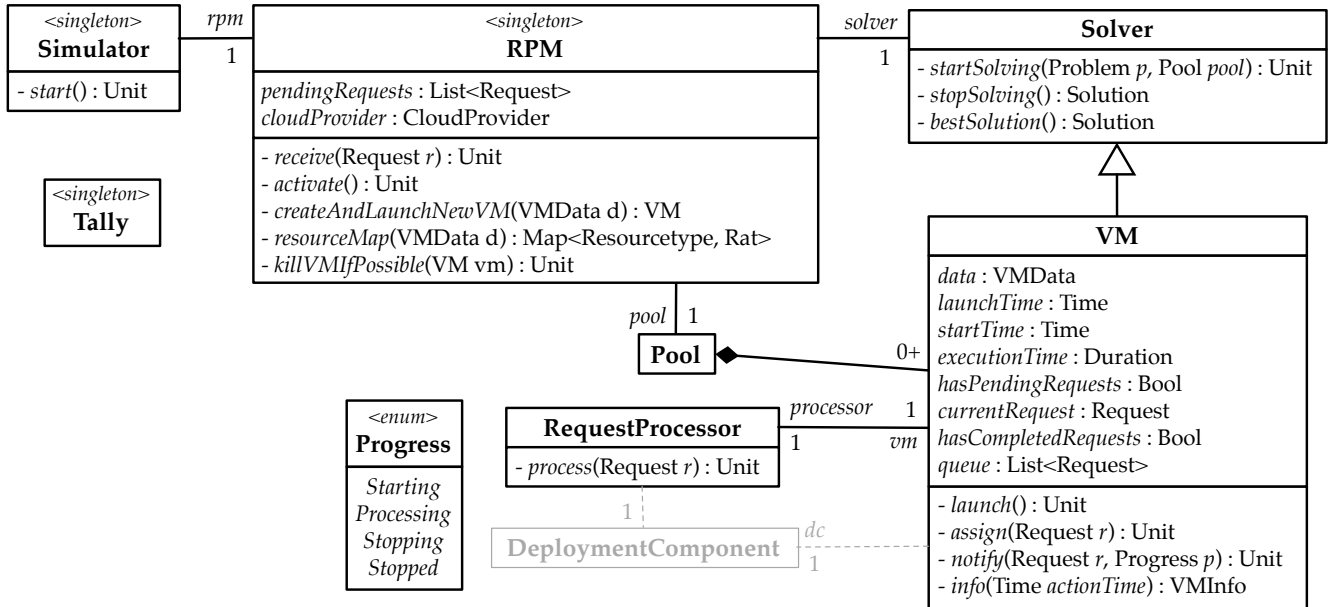 <singleton>
Simulator
- start() : Unit
rpm
1
<singleton>
RPM
pendingRequests : List<Request>
cloudProvider : CloudProvider
- receive(Request r) : Unit
- activate() : Unit
- createAndLaunchNewVM(VMData d) : VM
- resourceMap(VMData d) : Map<Resourcetype, Rat>
- killVMIfPossible(VM vm) : Unit
solver
1
Solver
- startSolving(Problem p, Pool pool) : Unit
- stopSolving() : Solution
- bestSolution() : Solution
<singleton>
Tally
pool 1
Pool
0+
VM
data : VMData
launchTime : Time
startTime : Time
executionTime : Duration
hasPendingRequests : Bool
currentRequest : Request
hasCompletedRequests : Bool
queue : List<Request>
- launch() : Unit
- assign(Request r) : Unit
- notify(Request r, Progress p) : Unit
- info(Time actionTime) : VMInfo
<enum>
Progress
Starting
Processing
Stopping
Stopped
RequestProcessor
- process(Request r) : Unit
processor 1
1 vm
1
DeploymentComponent
dc
1